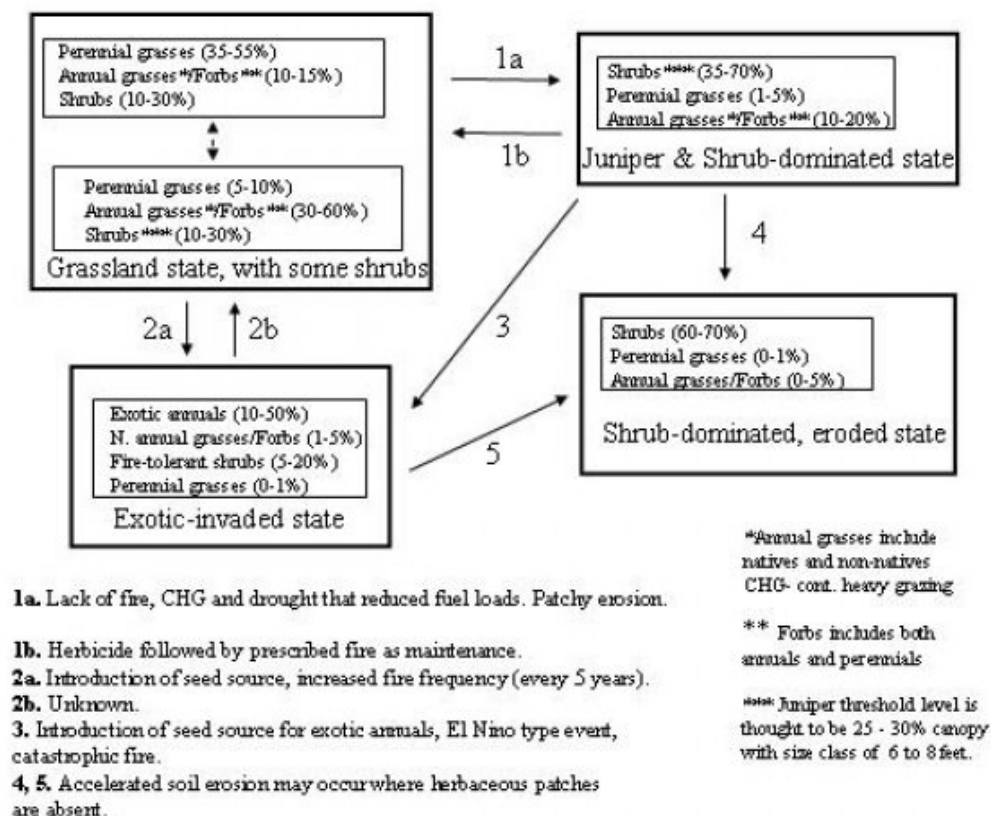 Perennial grasses (35-55%)
Annual grasses*/Forbs** (10-15%)
Shrubs (10-30%)
Perennial grasses (5-10%)
Annual grasses*/Forbs** (30-60%)
Shrubs*** (10-30%)
Grassland state, with some shrubs
1a
1b
Shrubs*** (35-70%)
Perennial grasses (1-5%)
Annual grasses*/Forbs** (10-20%)
Juniper & Shrub-dominated state
2a
2b
3
4
Exotic annuals (10-50%)
N. annual grasses/Forbs (1-5%)
Fire-tolerant shrubs (5-20%)
Perennial grasses (0-1%)
Exotic-invaded state
5
Shrubs (60-70%)
Perennial grasses (0-1%)
Annual grasses/Forbs (0-5%)
Shrub-dominated, eroded state
1a. Lack of fire, CHG and drought that reduced fuel loads. Patchy erosion.
1b. Herbicide followed by prescribed fire as maintenance.
2a. Introduction of seed source, increased fire frequency (every 5 years).
2b. Unknown.
3. Introduction of seed source for exotic annuals, El Nino type event,
catastrophic fire.
4, 5. Accelerated soil erosion may occur where herbaceous patches
are absent.
*Annual grasses include
natives and non-natives
CHG- cont. heavy grazing
** Forbs includes both
annuals and perennials
*** Juniper threshold level is
thought to be 25 - 30% canopy
with size class of 6 to 8 feet.